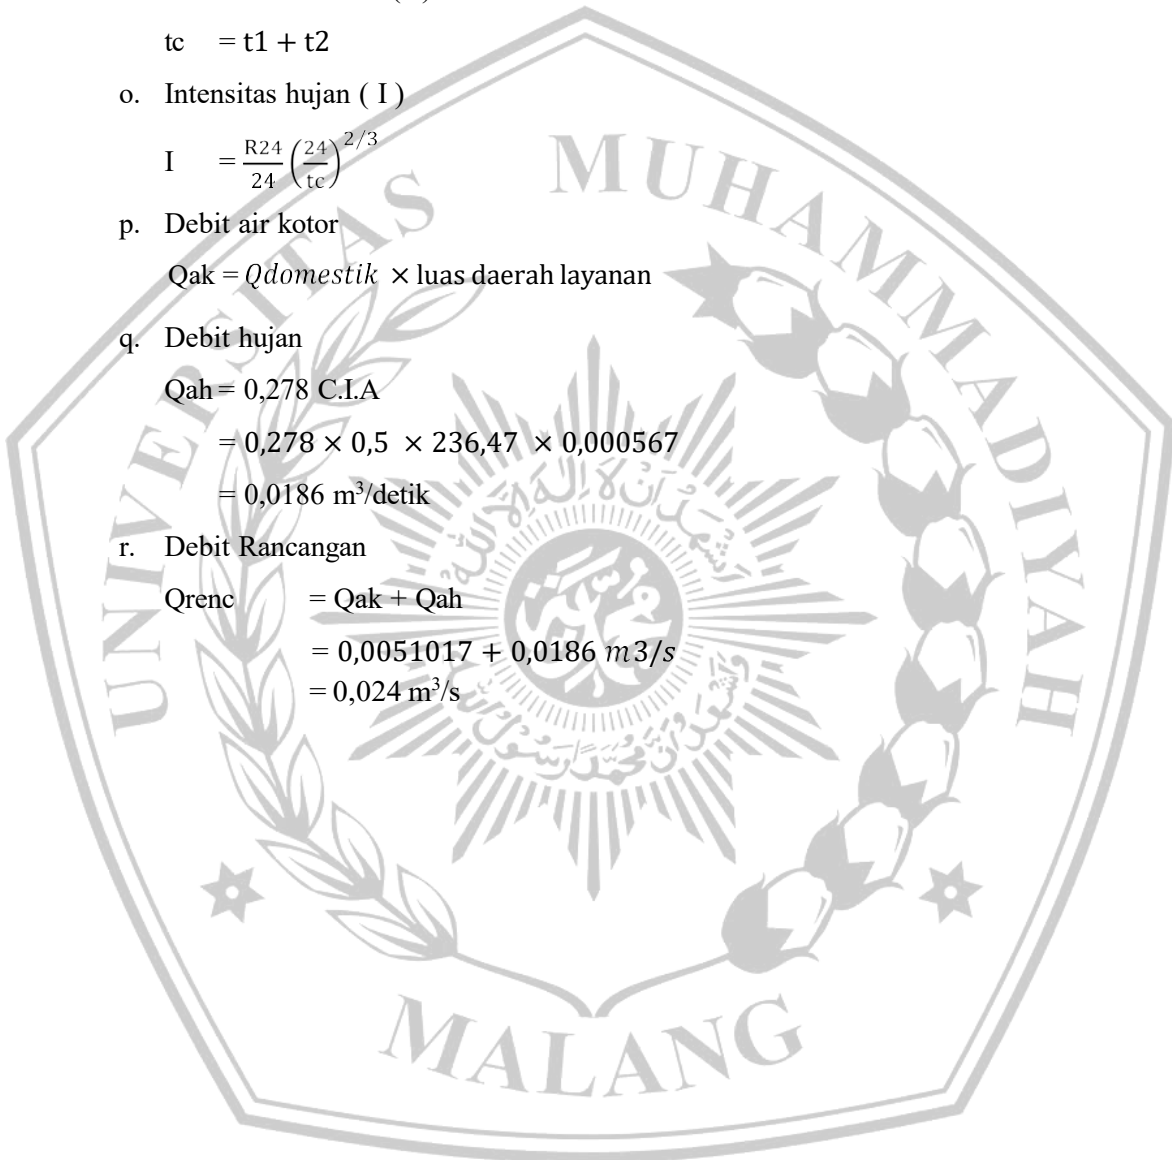 tc = t1 + t2
o. Intensitas hujan ( I )
I = R24/24 (24/tc)^2/3
p. Debit air kotor
Qak = Qdomestik × luas daerah layanan
q. Debit hujan
Qah = 0,278 C.I.A
= 0,278 × 0,5 × 236,47 × 0,000567
= 0,0186 m³/detik
r. Debit Rancangan
Qrenc = Qak + Qah
= 0,0051017 + 0,0186 m3/s
= 0,024 m³/s
UNIVERSITAS MUHAMMADIYAH
MALANG